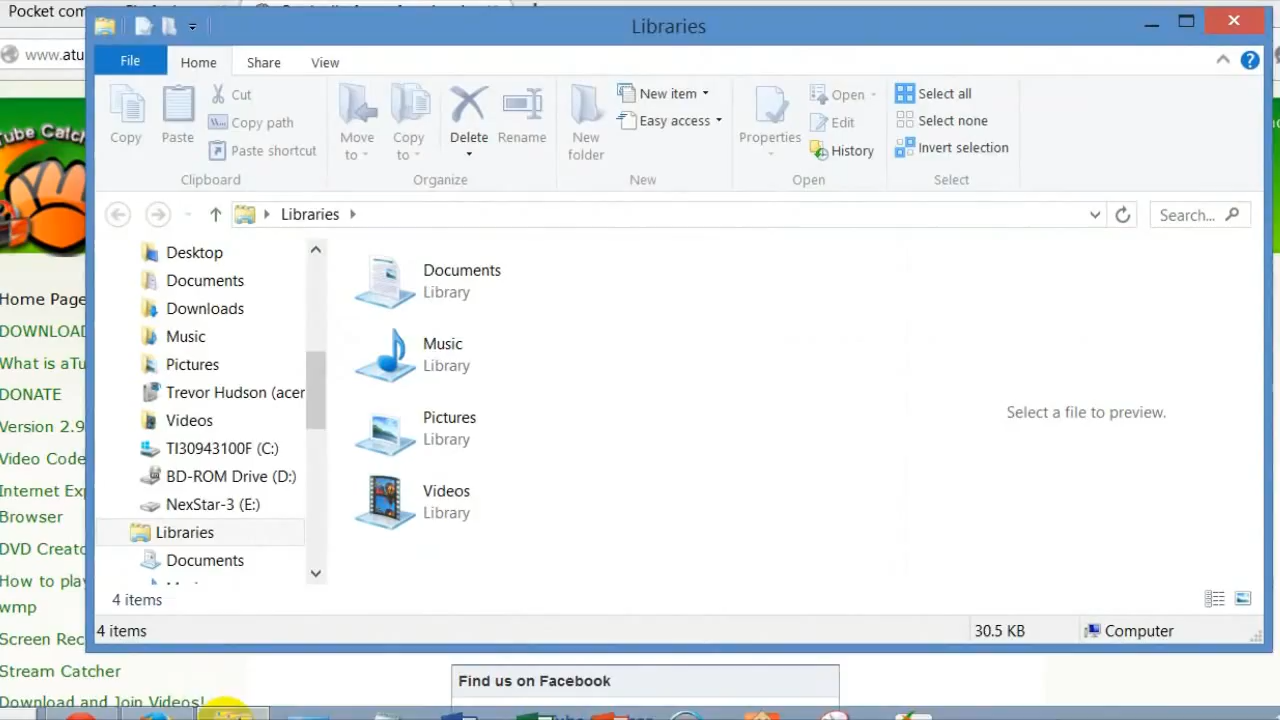 Pocket com
Libraries
www.atu
File
Home
Share
View
Copy
Paste
Cut
Copy path
Paste shortcut
Move to
Copy to
Delete
Rename
New folder
New item
Easy access
Properties
Open
Edit
History
Select all
Select none
Invert selection
Clipboard
Organize
New
Open
Select
Libraries
Search...
Tube Catch
Home Page
DOWNLOAD
What is aTu
DONATE
Version 2.9
Video Code
Internet Exp
Browser
DVD Creato
How to play
wmp
Screen Rec
Stream Catcher
Download and Join Videos!
Desktop
Documents
Downloads
Music
Pictures
Trevor Hudson (acer
Videos
TI30943100F (C:)
BD-ROM Drive (D:)
NexStar-3 (E:)
Libraries
Documents
Documents
Library
Music
Library
Pictures
Library
Videos
Library
Select a file to preview.
4 items
4 items
30.5 KB
Computer
Find us on Facebook